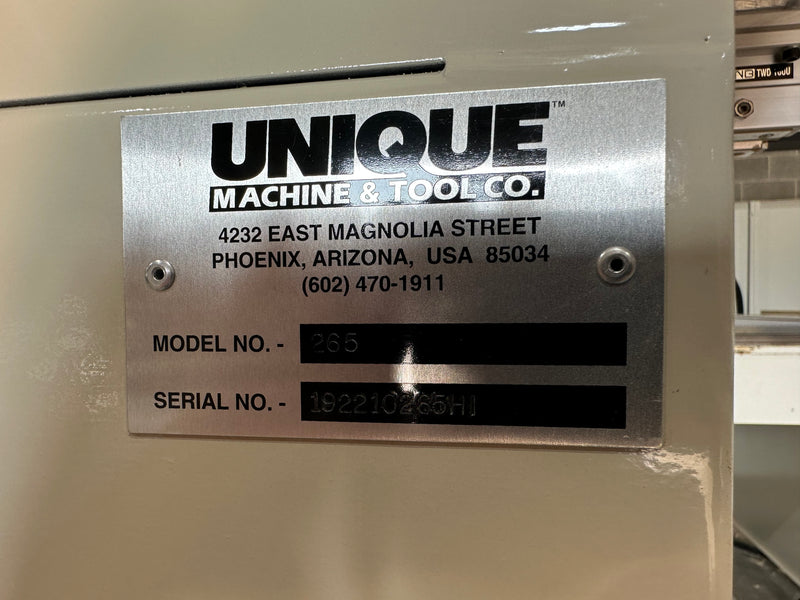 UNIQUE™
MACHINE & TOOL CO.
4232 EAST MAGNOLIA STREET
PHOENIX, ARIZONA, USA 85034
(602) 470-1911
MODEL NO. - 265
SERIAL NO. - 192210265HI
TWD